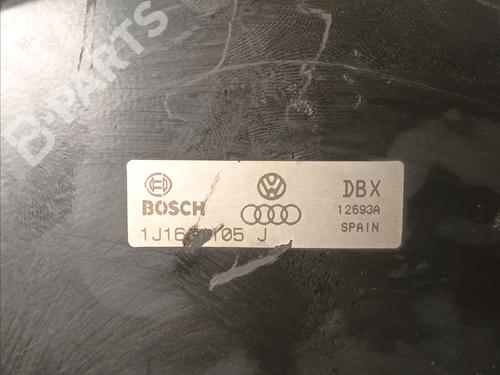 B-PARTS
BOSCH
DBX
12693A
SPAIN
J